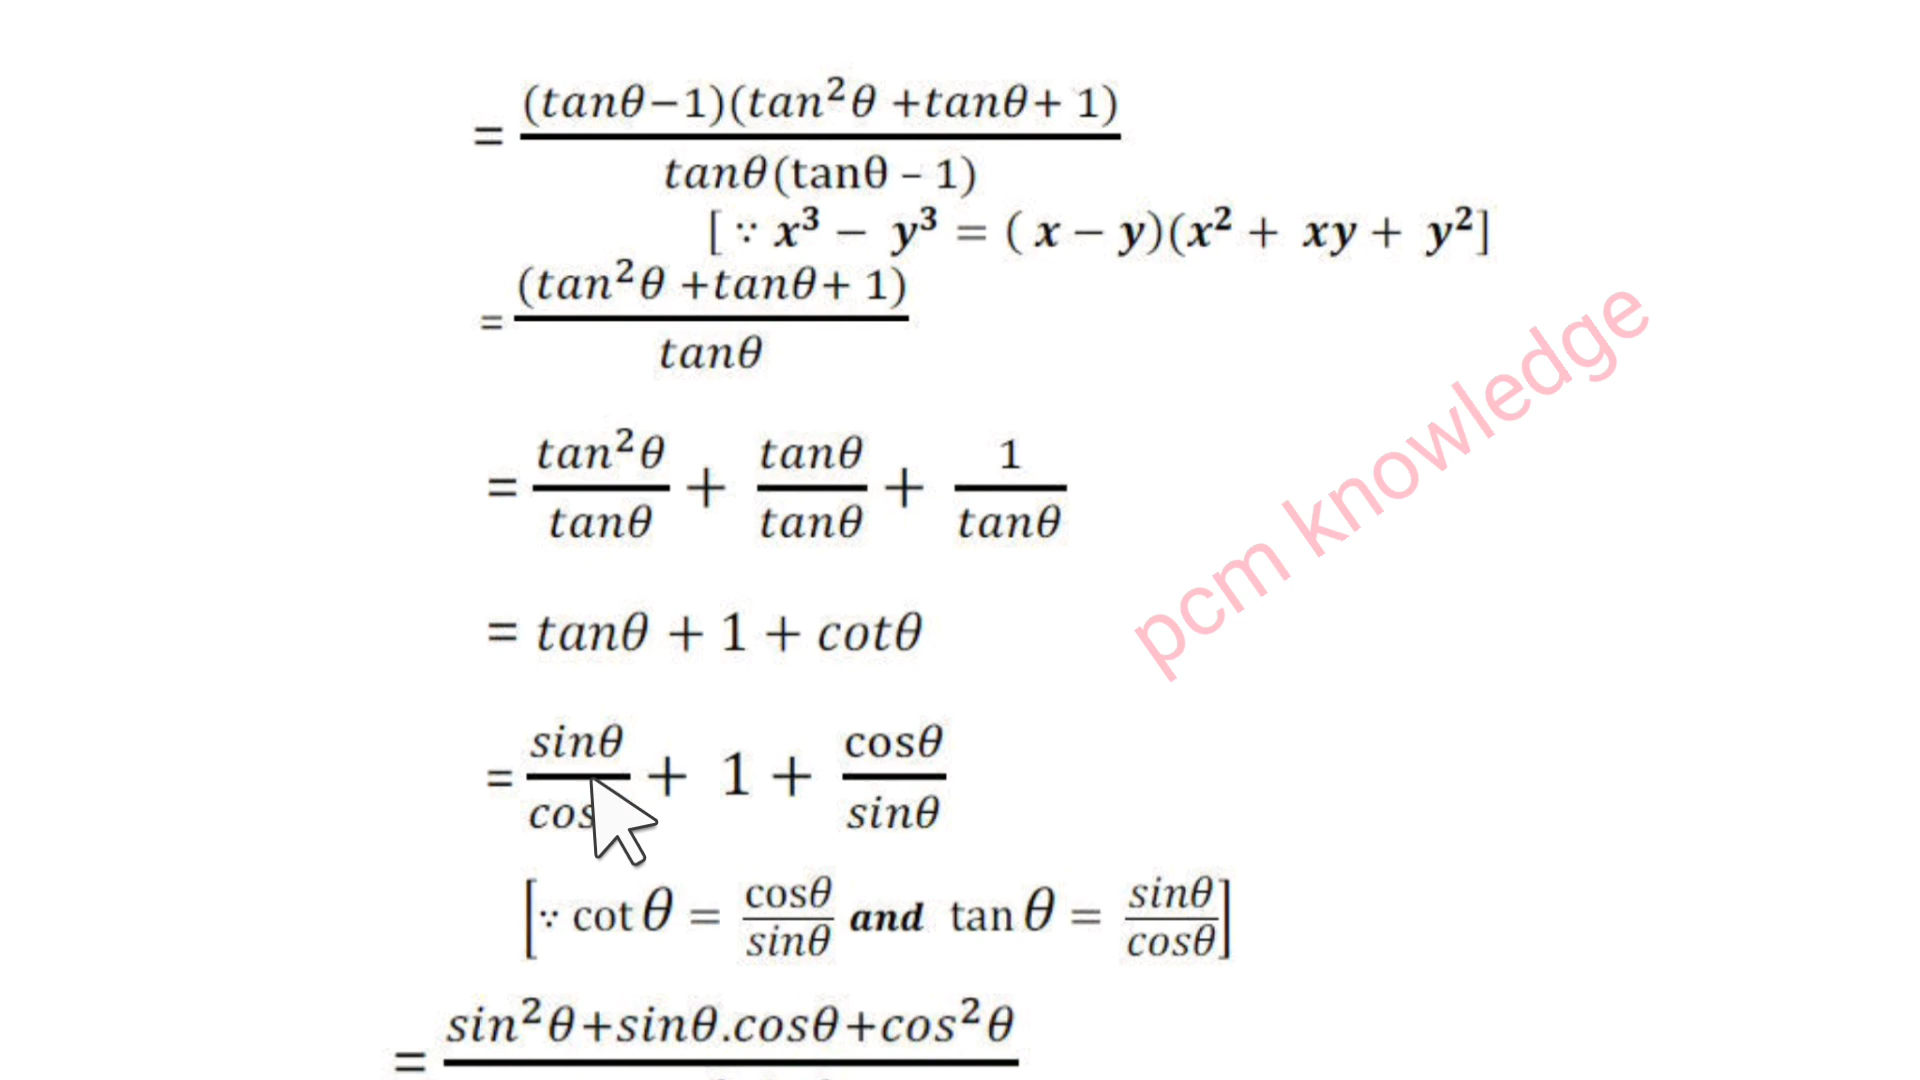 = (tanθ−1)(tan²θ +tanθ+ 1) / tanθ(tanθ − 1)
[ ∵ x³ − y³ = ( x − y)(x² + xy + y²]
= (tan²θ +tanθ+ 1) / tanθ
= tan²θ / tanθ + tanθ / tanθ + 1 / tanθ
= tanθ + 1 + cotθ
= sinθ / cos + 1 + cosθ / sinθ
[∵ cot θ = cosθ / sinθ and tan θ = sinθ / cosθ]
= sin²θ+sinθ.cosθ+cos²θ
pcm knowledge